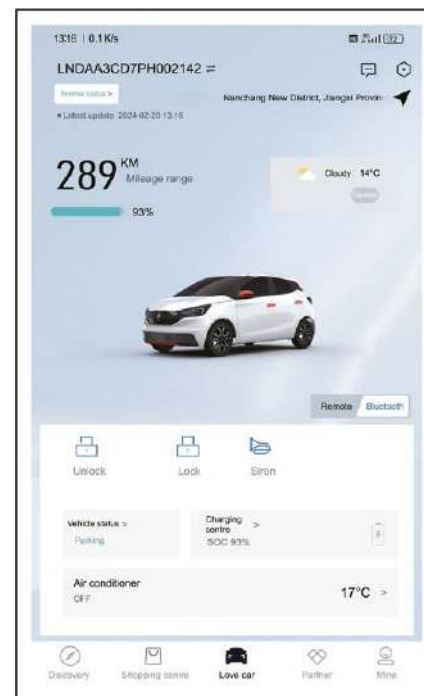 13:16 | 0.1 K/s
LNDAA3CD7PH002142
Nanchang New District, Jiangxi Provin
Latest update 2024-02-20 13:16
289 KM
Mileage range
93%
Cloudy 14°C
Remote Bluetooth
Unlock Lock Siren
Vehicle status >
Parking
Charging centre >
SOC 93%
Air conditioner
OFF
17°C >
Discovery Shopping centre Love car Partner Mine